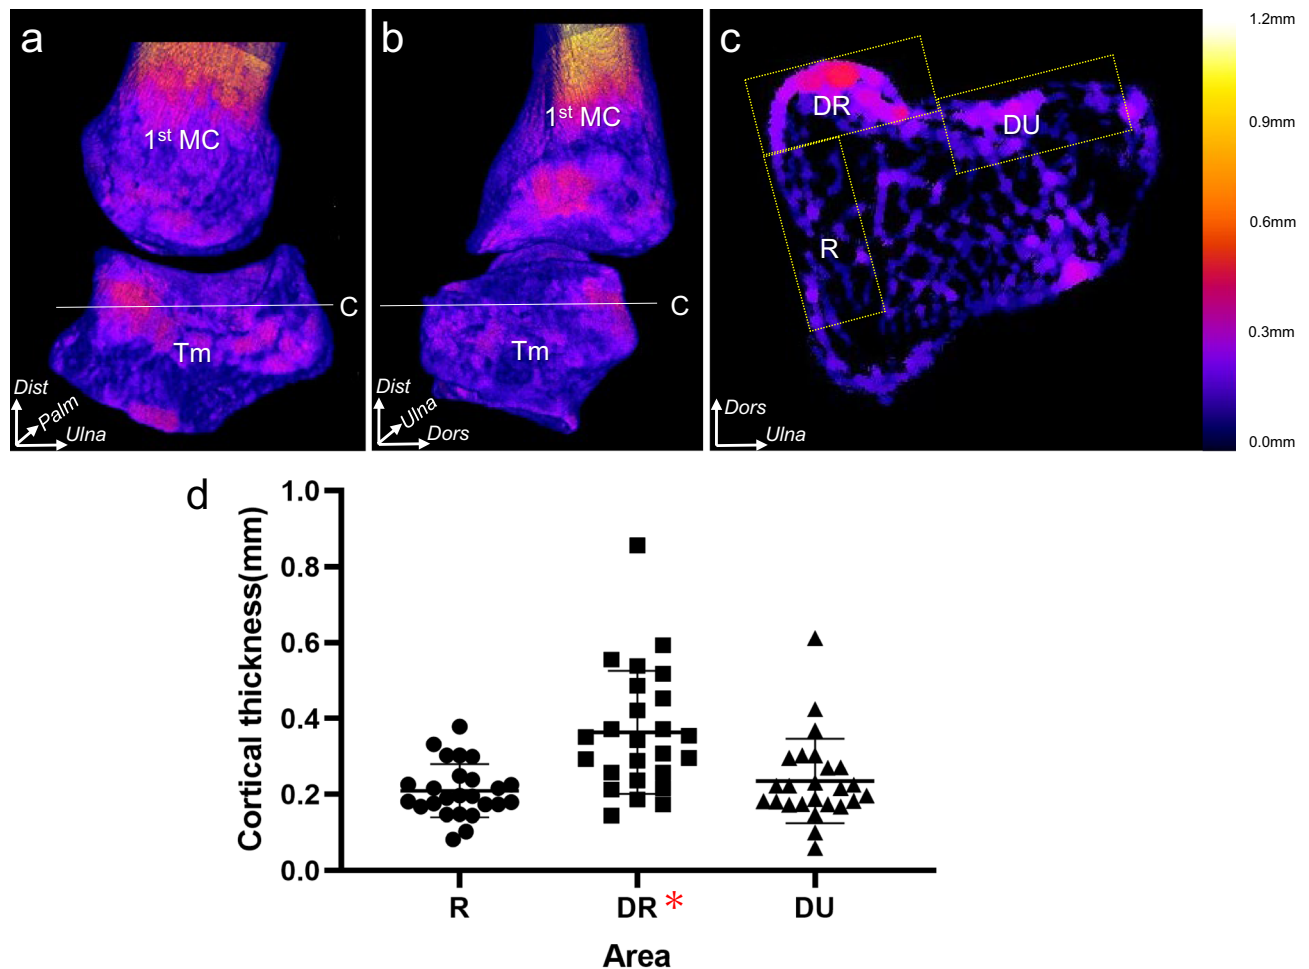 a
1st MC
C
Tm
Dist
Palm
Ulna
b
1st MC
C
Tm
Dist
Ulna
Dors
c
DR
DU
R
Dors
Ulna
1.2mm
0.9mm
0.6mm
0.3mm
0.0mm
d
Cortical thickness(mm)
1.0
0.8
0.6
0.4
0.2
0.0
R
DR *
DU
Area